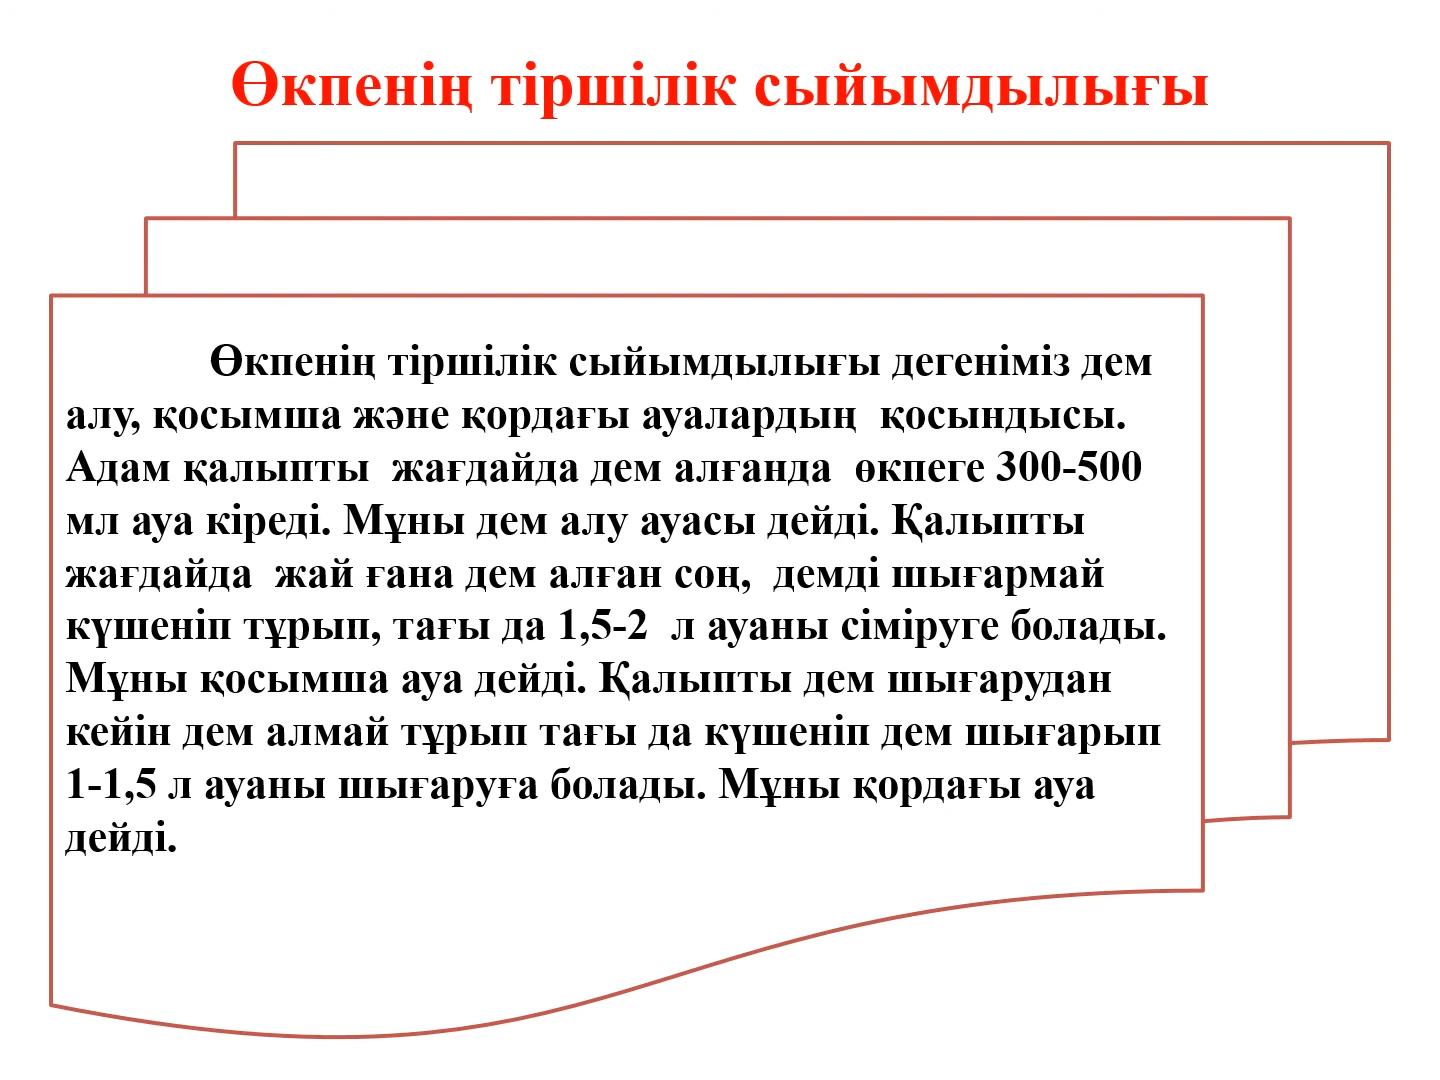 Өкпенің тіршілік сыйымдылығы
Өкпенің тіршілік сыйымдылығы дегеніміз дем
алу, қосымша және қордағы ауалардың  қосындысы.
Адам қалыпты  жағдайда дем алғанда  өкпеге 300-500
мл ауа кіреді. Мұны дем алу ауасы дейді. Қалыпты
жағдайда  жай ғана дем алған соң,  демді шығармай
күшеніп тұрып, тағы да 1,5-2  л ауаны сіміруге болады.
Мұны қосымша ауа дейді. Қалыпты дем шығарудан
кейін дем алмай тұрып тағы да күшеніп дем шығарып
1-1,5 л ауаны шығаруға болады. Мұны қордағы ауа
дейді.